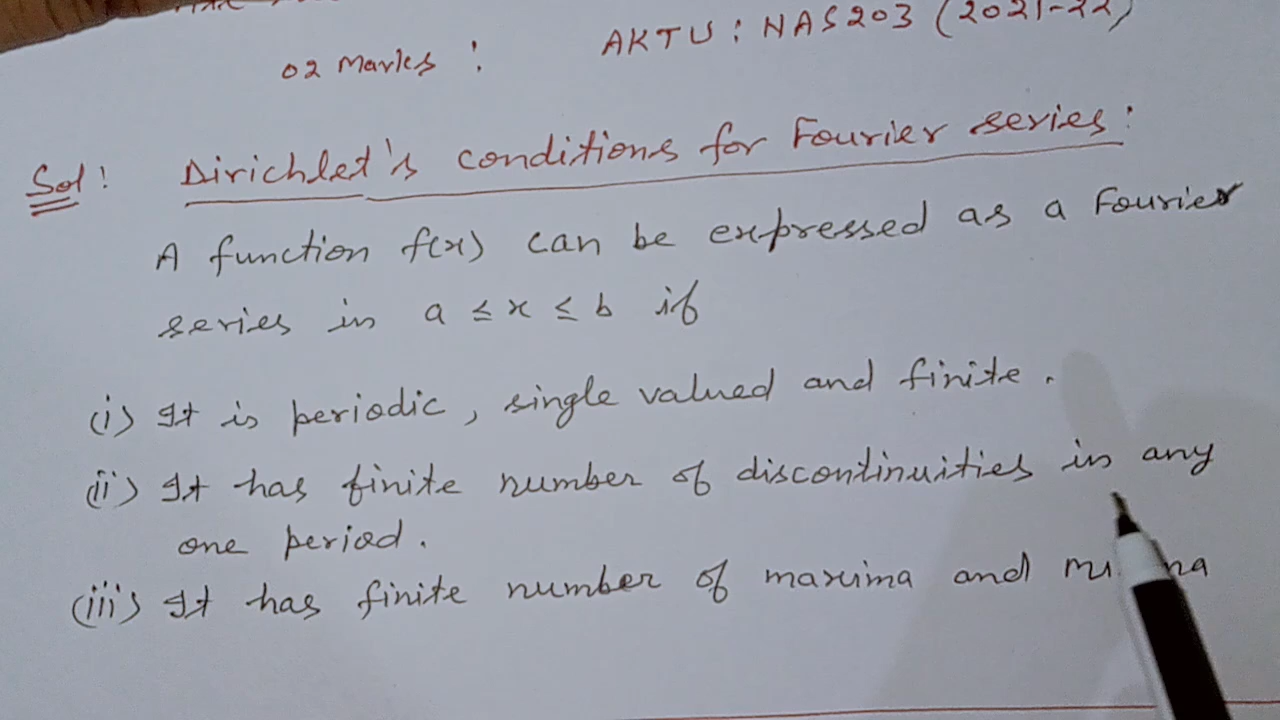 02 Marks : AKTU : NAS203 (2021-22)
Sol! Dirichlet's conditions for Fourier series:
A function f(x) can be expressed as a Fourier
series in a ≤ x ≤ b if
(i) It is periodic, single valued and finite.
(ii) It has finite number of discontinuities in any
one period.
(iii) It has finite number of maxima and